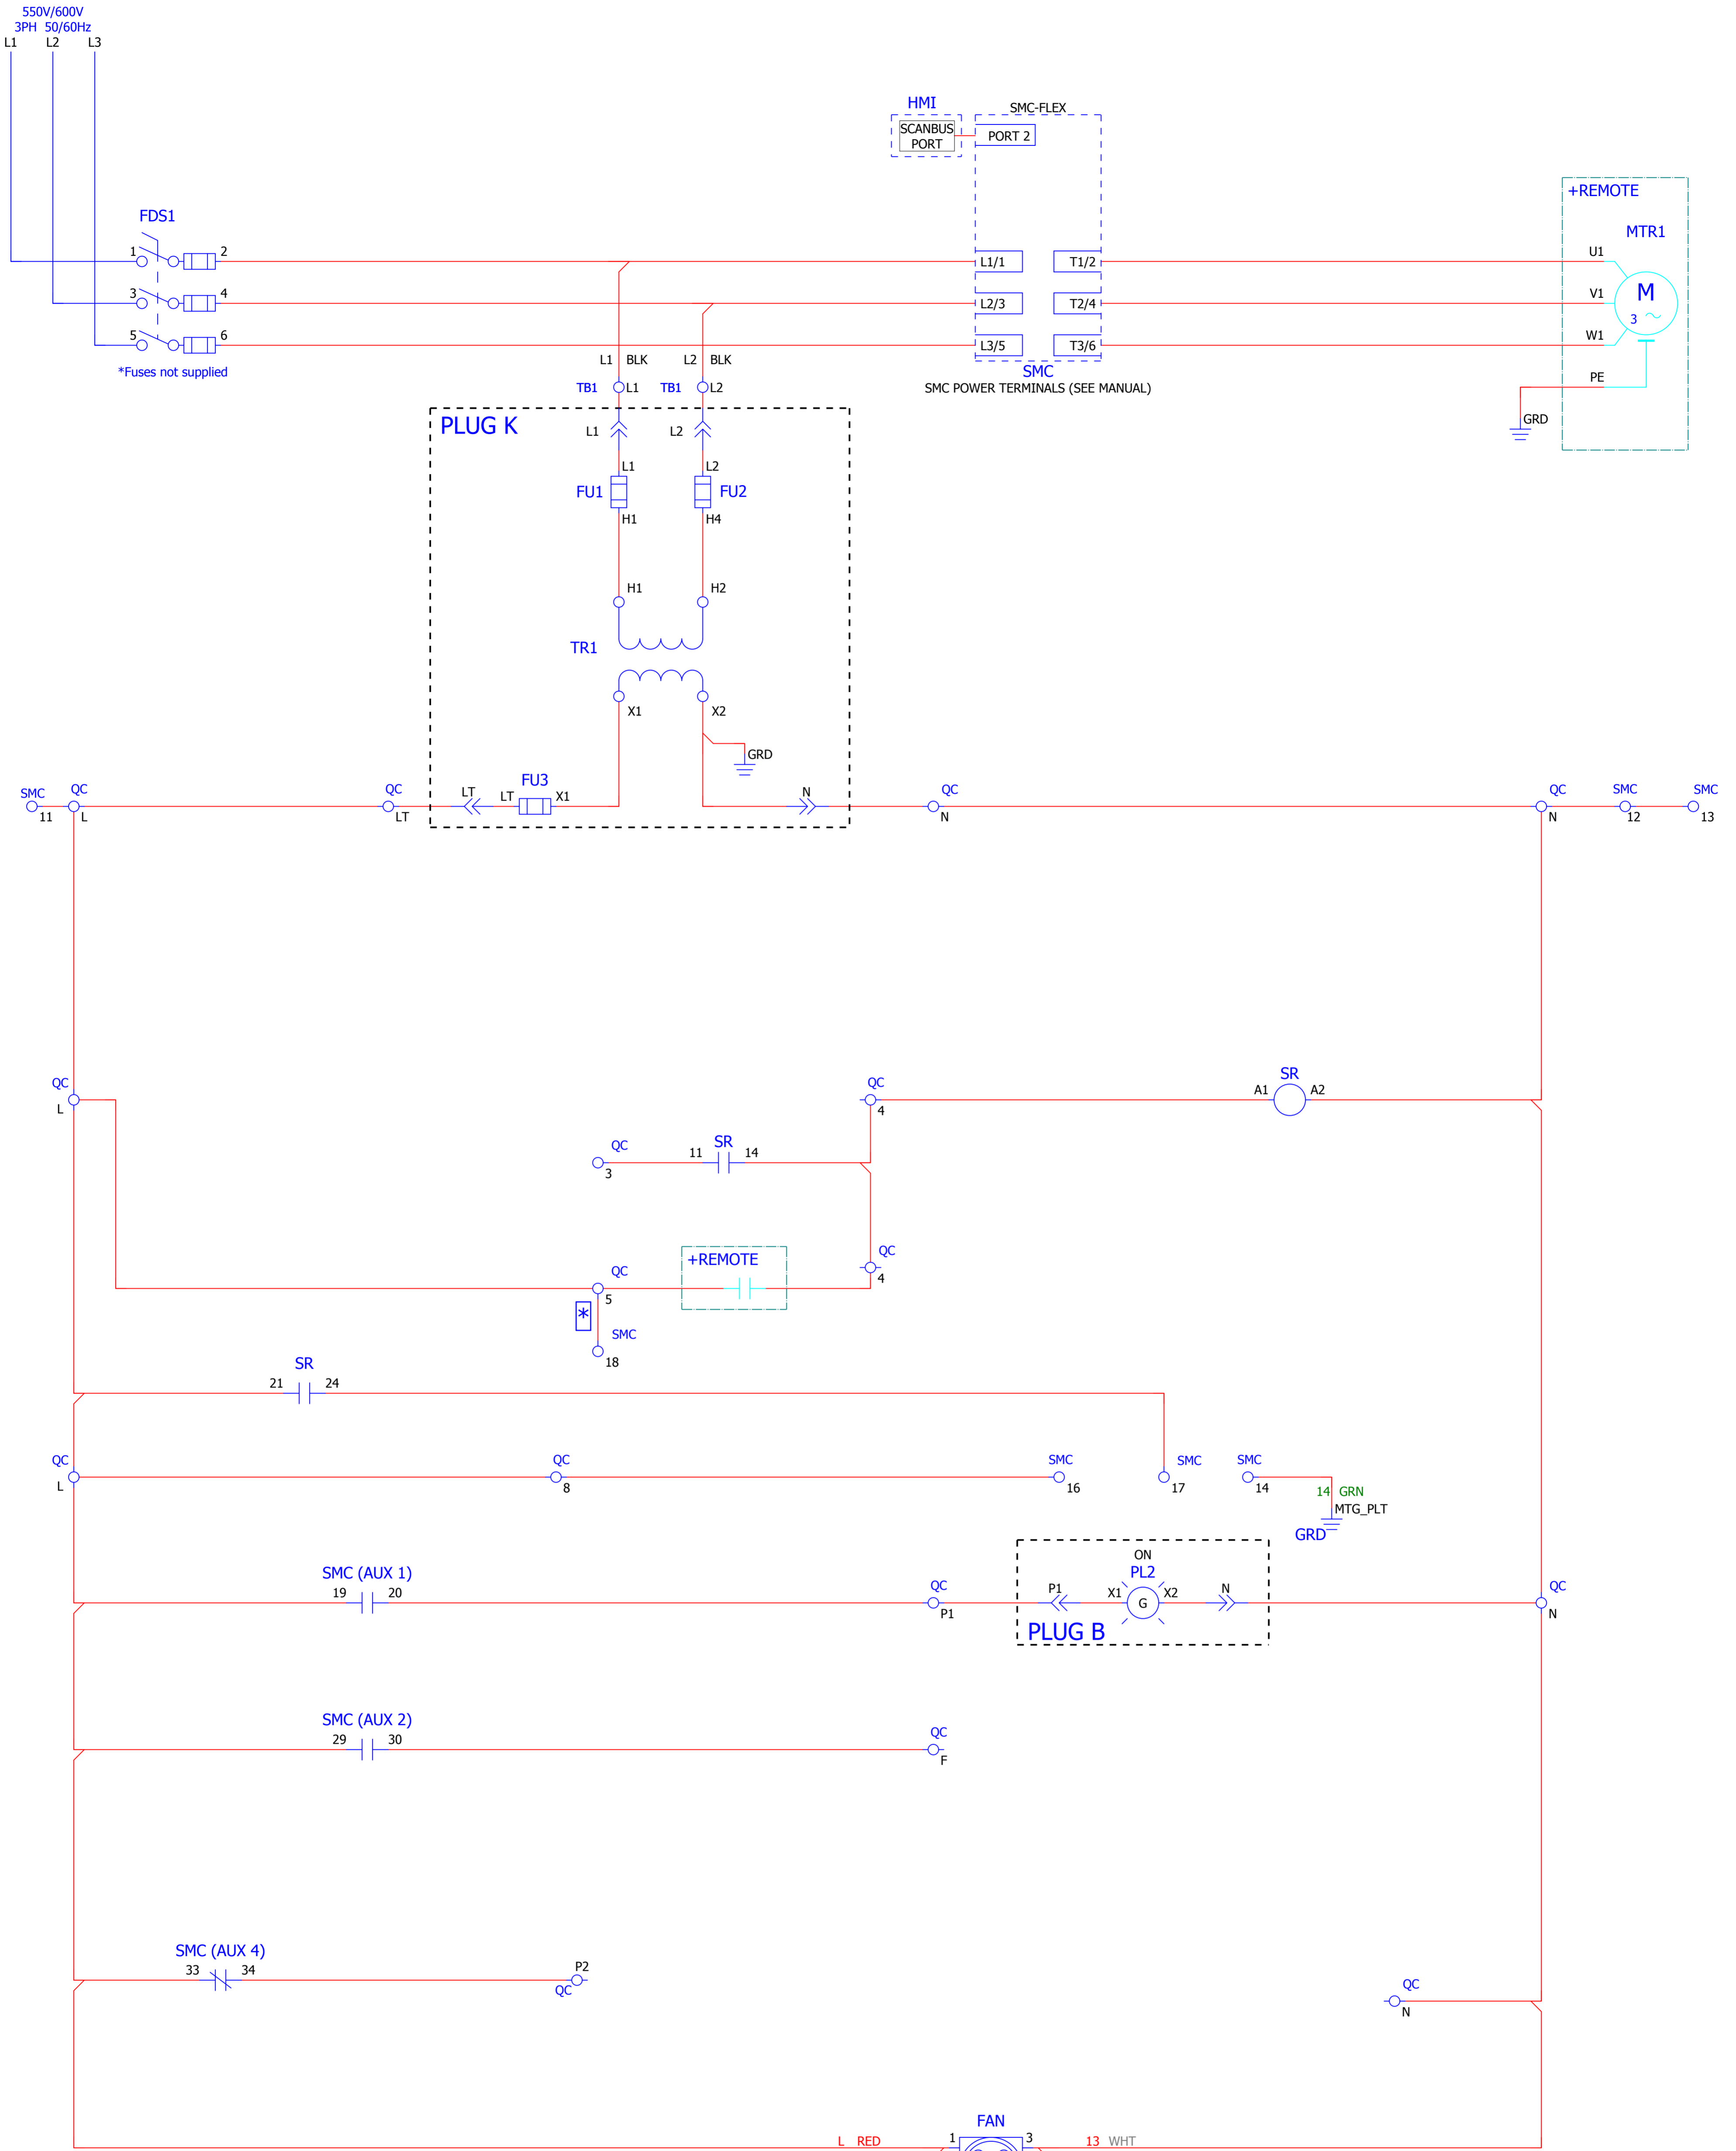 550V/600V
3PH 50/60Hz
L1 L2 L3
HMI
SMC-FLEX
SCANBUS
PORT
PORT 2
+REMOTE
FDS1
MTR1
1 2
L1/1 T1/2
U1
3 4
L2/3 T2/4
V1
M
3
5 6
L3/5 T3/6
W1
*Fuses not supplied
L1 BLK L2 BLK
SMC
PE
TB1 L1 TB1 L2
SMC POWER TERMINALS (SEE MANUAL)
PLUG K
L1 L2
GRD
L1 L2
FU1 FU2
H1 H4
H1 H2
TR1
X1 X2
GRD
SMC QC QC
FU3
LT LT X1
N
QC
QC SMC SMC
11 L LT
N
N 12 13
QC
L
QC
4
SR
A1 A2
QC
3
SR
11 14
+REMOTE
QC
4
QC
5
*
SMC
18
SR
21 24
QC
L
QC
8
SMC
16
SMC
17
SMC
14
14 GRN
MTG_PLT
GRD
SMC (AUX 1)
19 20
QC
P1
ON
PL2
P1 X1 G X2 N
PLUG B
QC
N
SMC (AUX 2)
29 30
QC
F
SMC (AUX 4)
33 34
P2
QC
QC
N
FAN
L RED 1 3 13 WHT